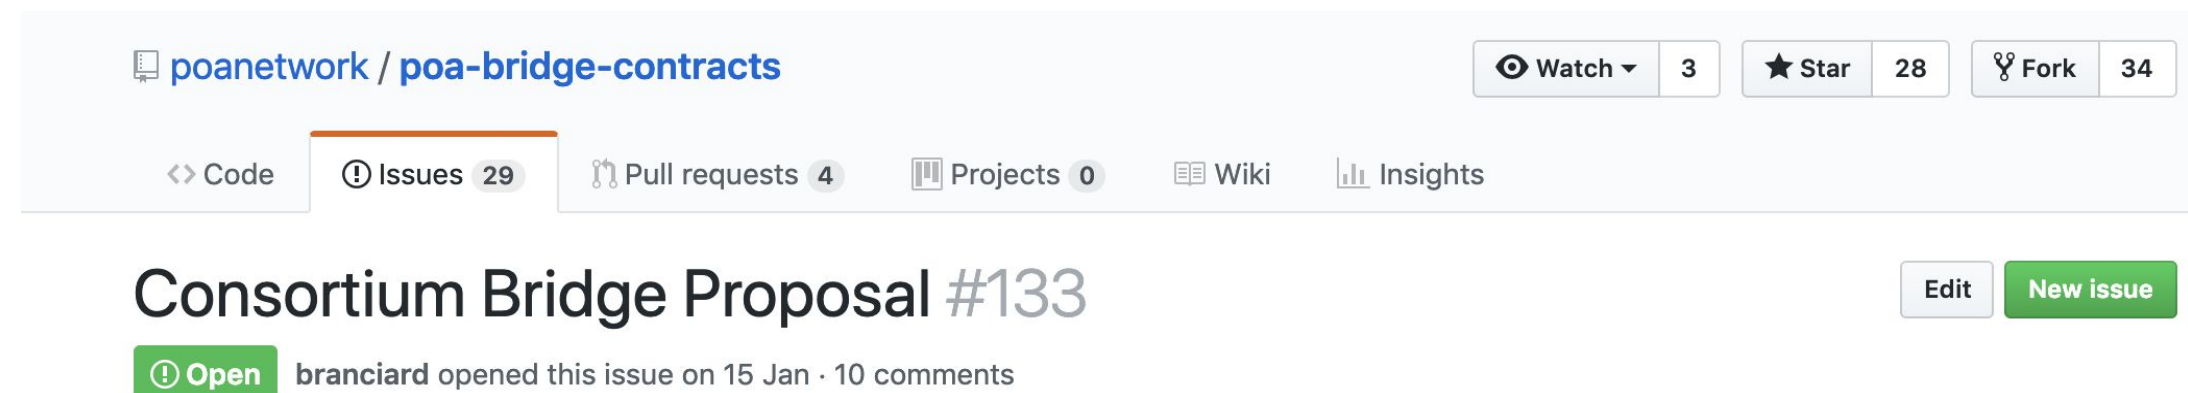 poanetwork / poa-bridge-contracts
Watch 3 Star 28 Fork 34
Code Issues 29 Pull requests 4 Projects 0 Wiki Insights
Consortium Bridge Proposal #133
Edit New issue
Open branciard opened this issue on 15 Jan · 10 comments